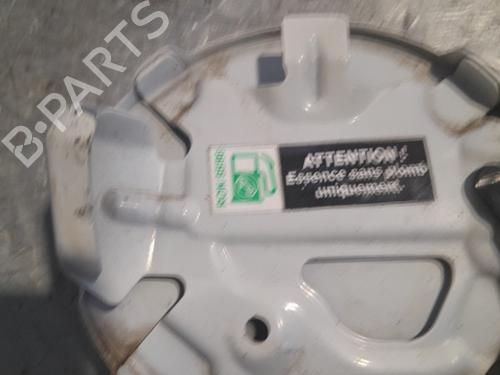 B-PARTS
ATTENTION !
Essence sans plomb
uniquement.